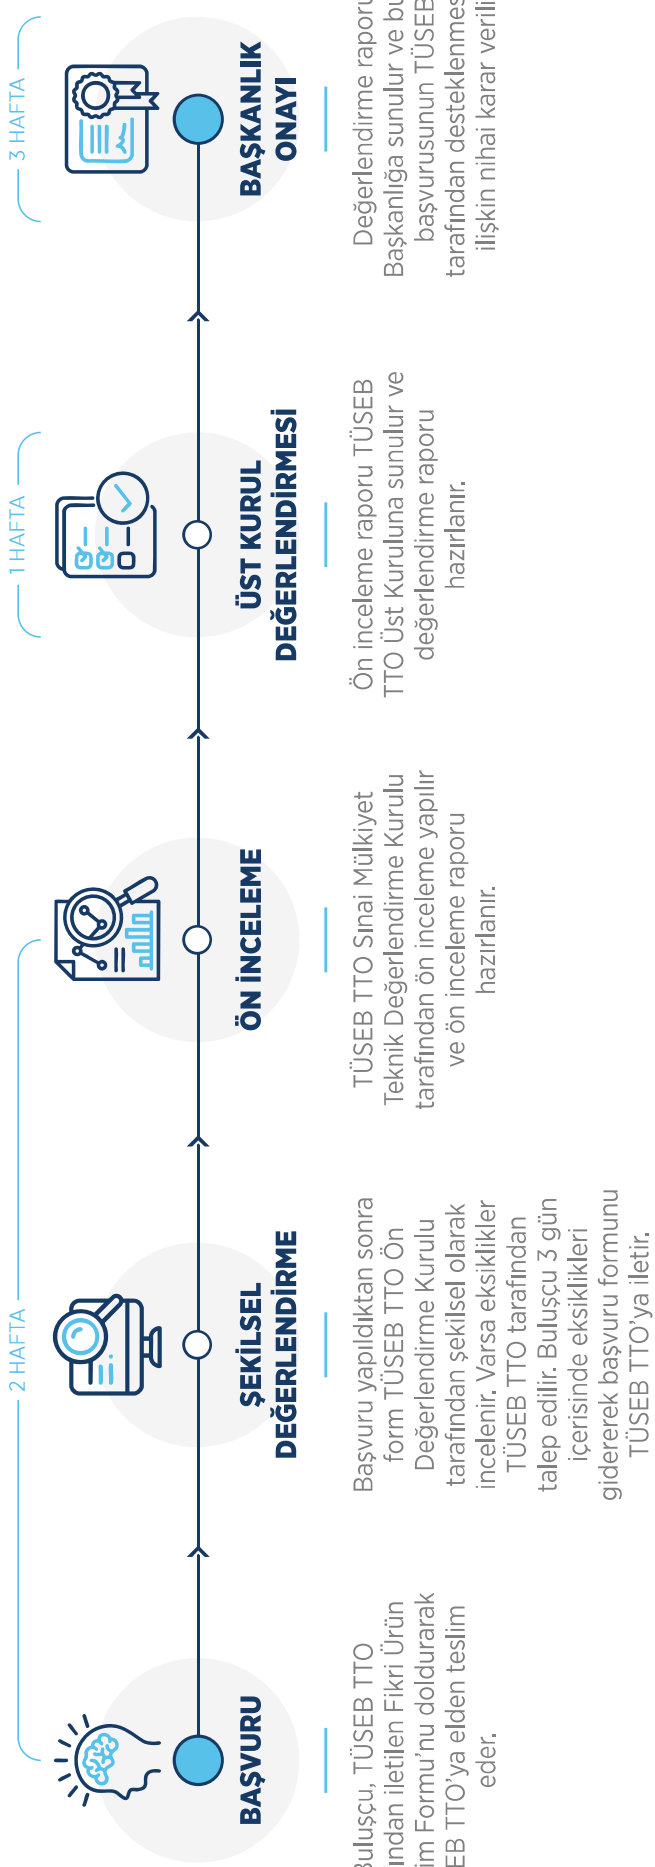 2 HAFTA
1 HAFTA
3 HAFTA
BAŞVURU
Buluşçu, TÜSEB TTO
ından iletilen Fikri Ürün
im Formu'nu doldurarak
EB TTO'ya elden teslim
eder.
ŞEKİLSEL
DEĞERLENDİRME
Başvuru yapıldıktan sonra
form TÜSEB TTO Ön
Değerlendirme Kurulu
tarafından şekilsel olarak
incelenir. Varsa eksiklikler
TÜSEB TTO tarafından
talep edilir. Buluşçu 3 gün
içerisinde eksiklikleri
gidererek başvuru formunu
TÜSEB TTO'ya iletir.
ÖN İNCELEME
TÜSEB TTO Sınai Mülkiyet
Teknik Değerlendirme Kurulu
tarafından ön inceleme yapılır
ve ön inceleme raporu
hazırlanır.
ÜST KURUL
DEĞERLENDİRMESİ
Ön inceleme raporu TÜSEB
TTO Üst Kuruluna sunulur ve
değerlendirme raporu
hazırlanır.
BAŞKANLIK
ONAYI
Değerlendirme raporu
Başkanlığa sunulur ve bu
başvurusunun TÜSEB
tarafından desteklenmes
ilişkin nihai karar verili